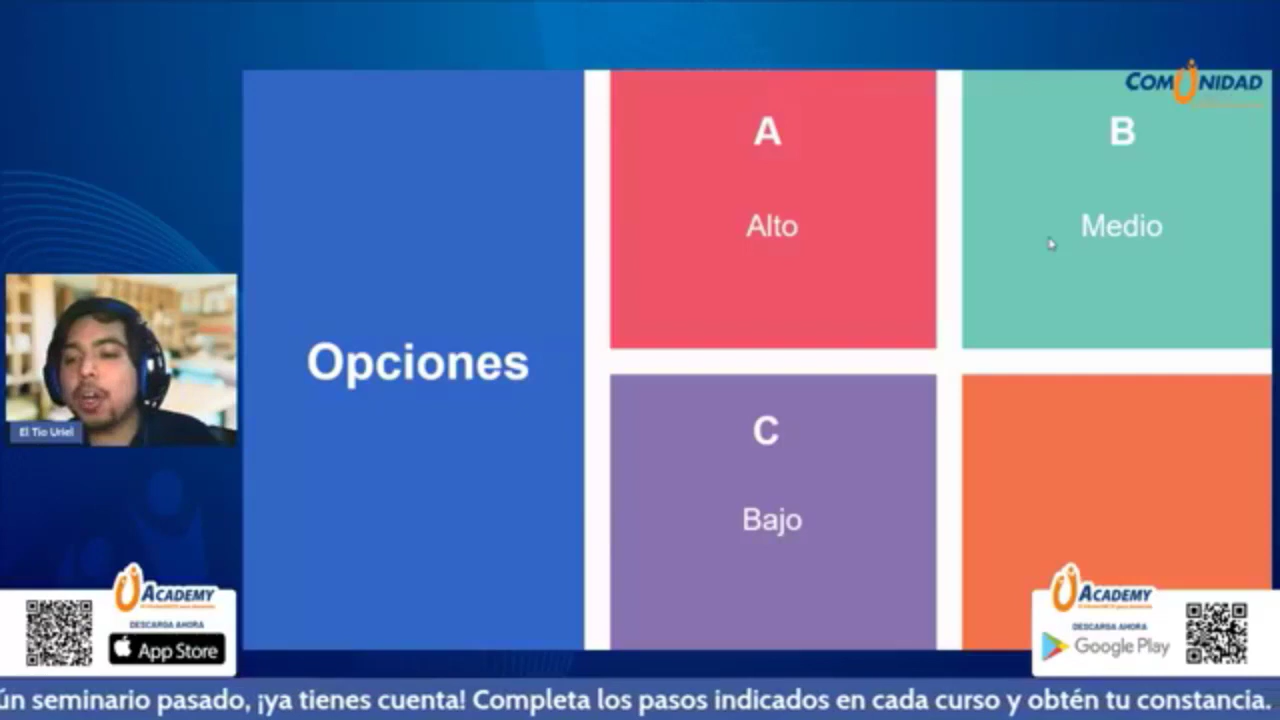 COMUNIDAD
A
Alto
B
Medio
Opciones
C
Bajo
El Tío Uriel
ACADEMY
DESCARGA AHORA
App Store
ACADEMY
DESCARGA AHORA
Google Play
ún seminario pasado, ¡ya tienes cuenta! Completa los pasos indicados en cada curso y obtén tu constancia.